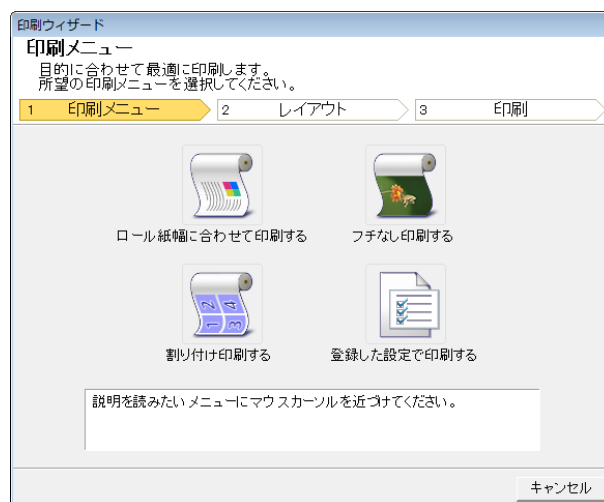 印刷ウィザード
印刷メニュー
目的に合わせて最適に印刷します。
所望の印刷メニューを選択してください。
1 印刷メニュー 2 レイアウト 3 印刷
ロール紙幅に合わせて印刷する フチなし印刷する
1 2 3 4
割り付け印刷する 登録した設定で印刷する
説明を読みたいメニューにマウスカーソルを近づけてください。
キャンセル